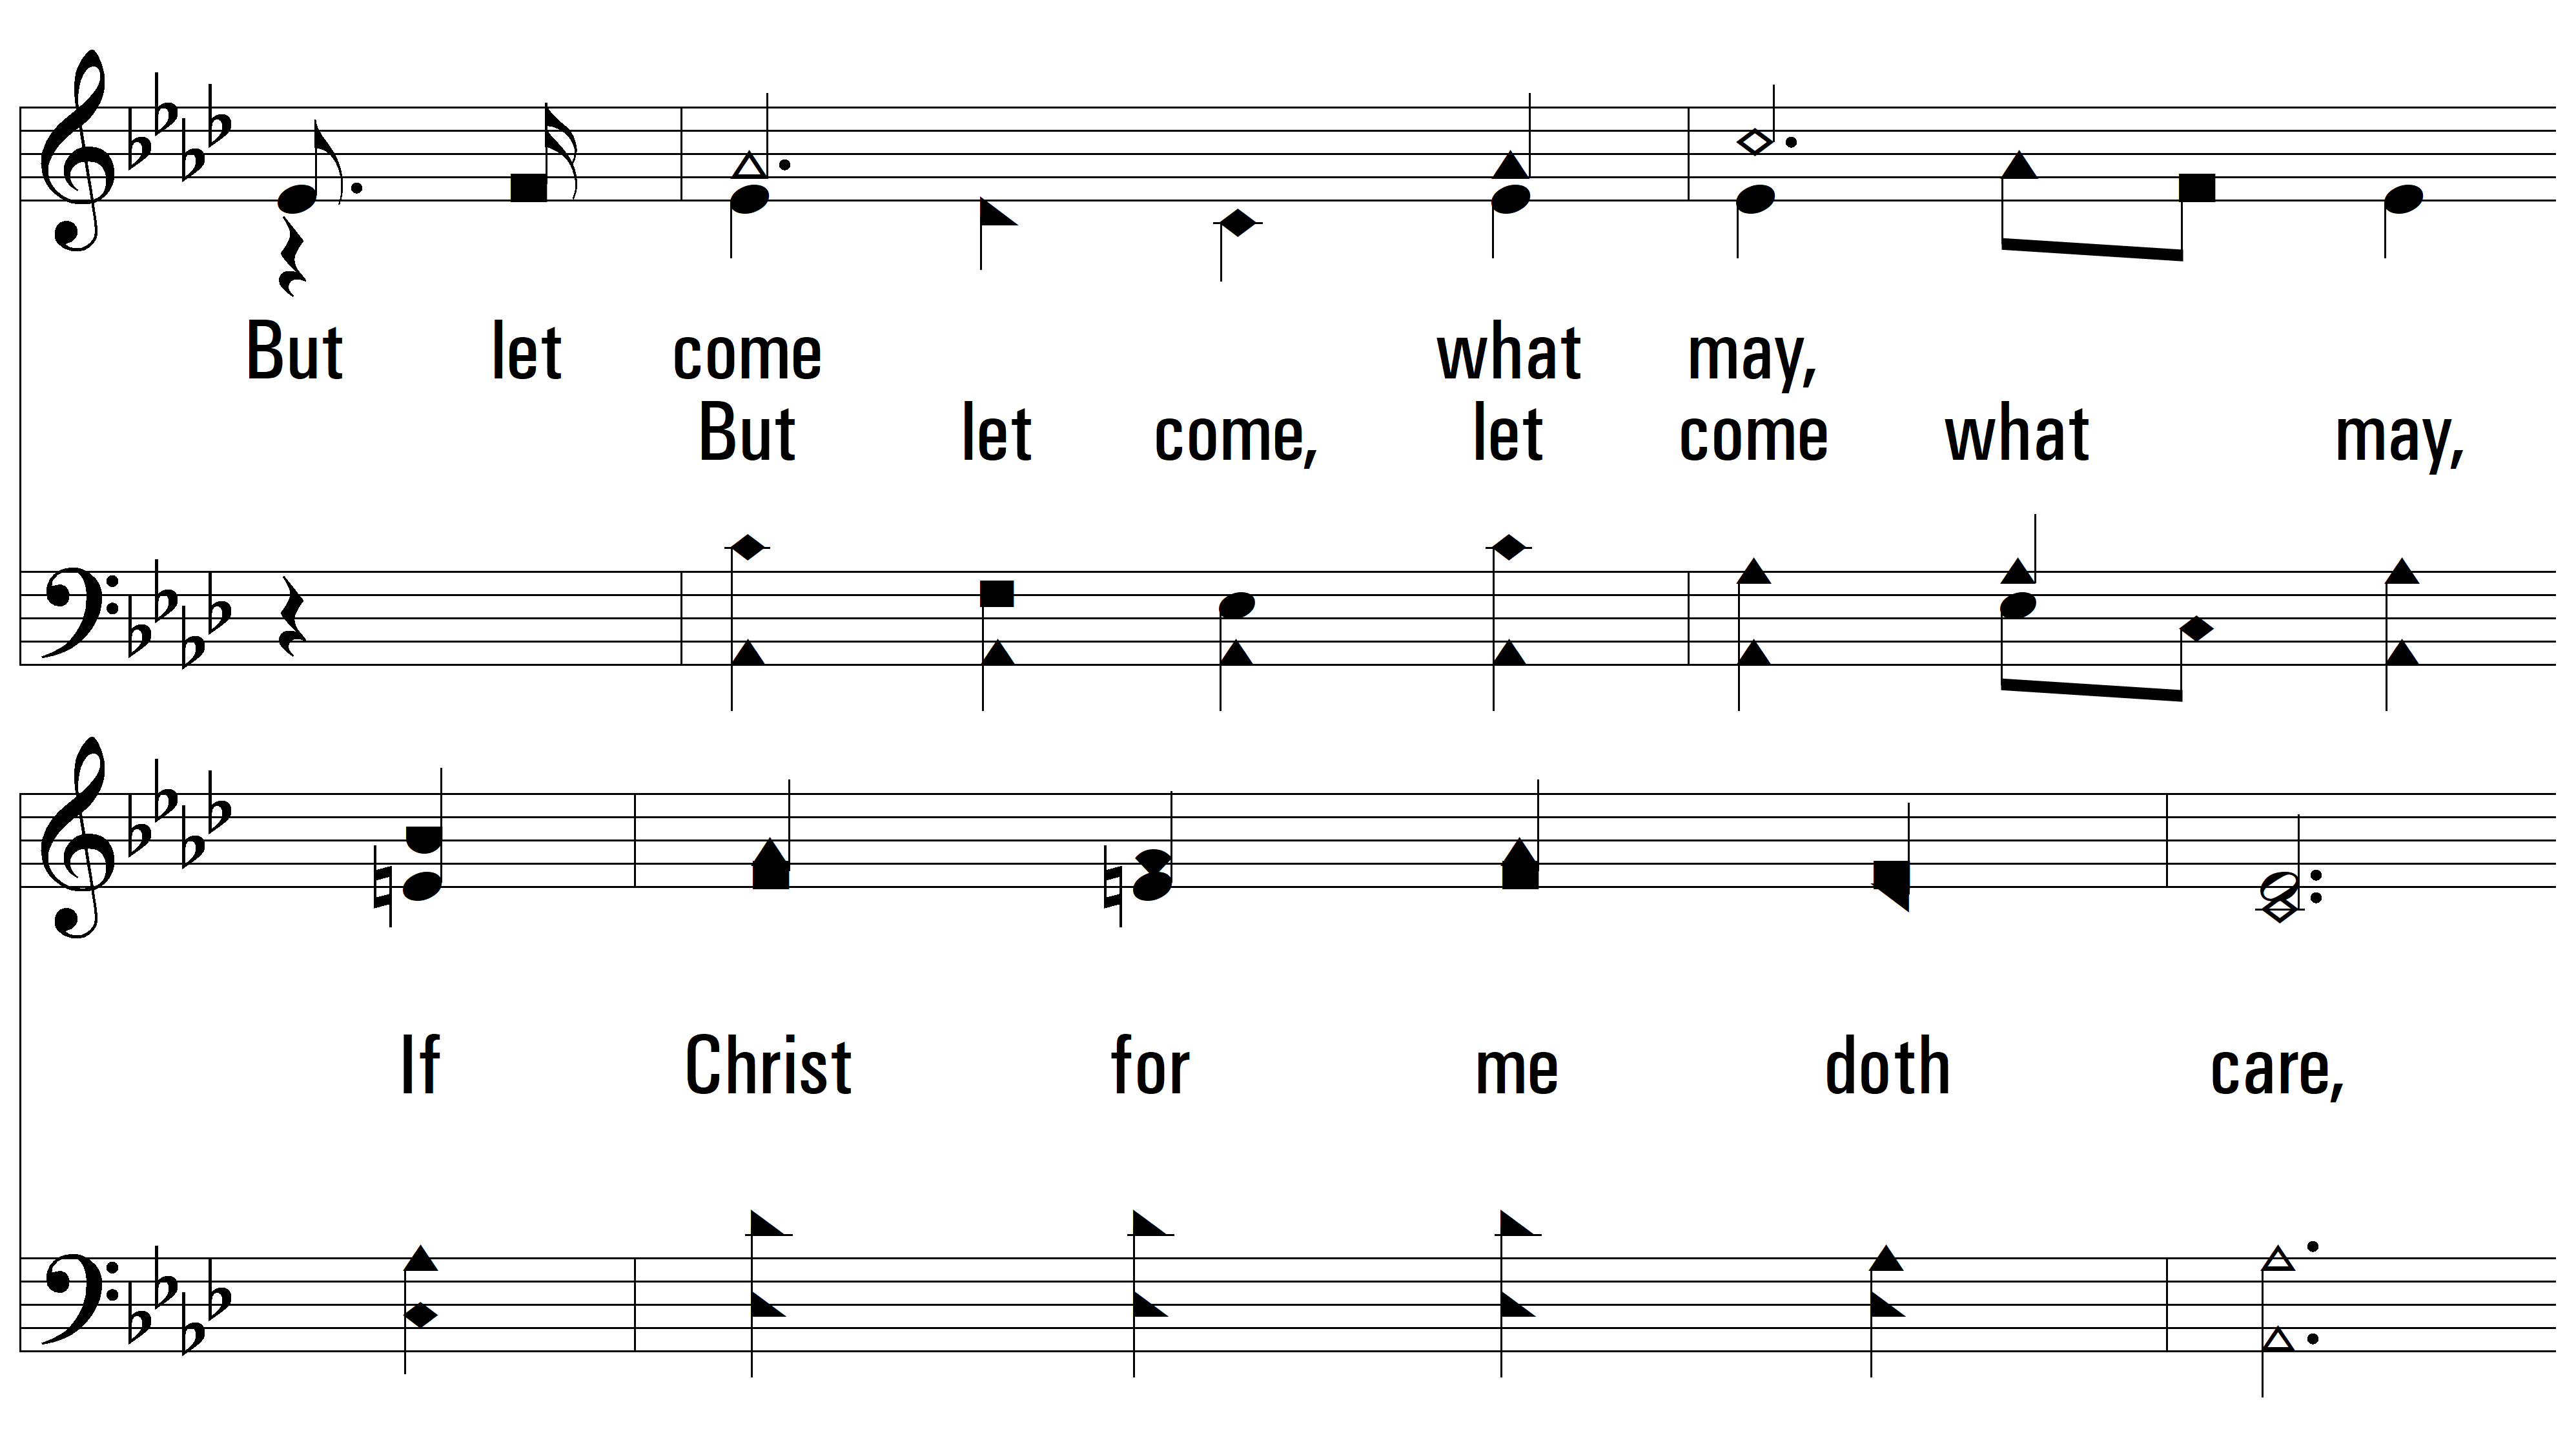 But let come what may,
But let come, let come what may,
If Christ for me doth care,